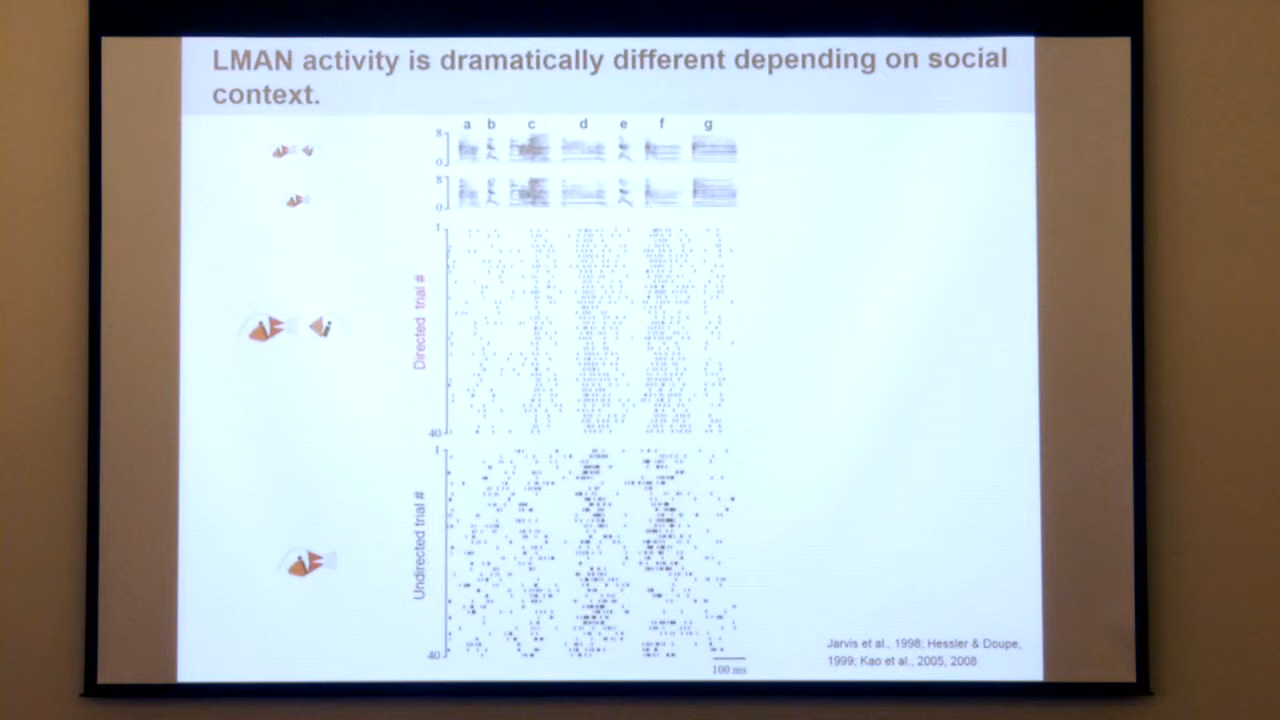 LMAN activity is dramatically different depending on social
context.
a b c d e f g
8
0
8
0
1
Directed trial #
40
1
Undirected trial #
40
100 ms
Jarvis et al., 1998; Hessler & Doupe,
1999; Kao et al., 2005, 2008